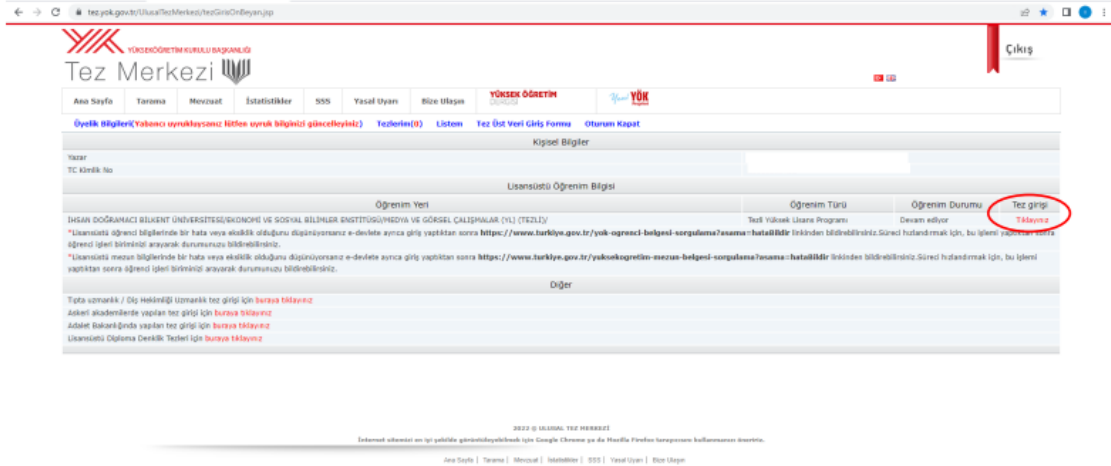 tez.yok.gov.tr/UlusalTezMerkezi/tezGirisOnBeyan.jsp
YÜKSEKÖĞRETİM KURULU BAŞKANLIĞI
Tez Merkezi
Çıkış
Ana Sayfa Tarama Mevzuat İstatistikler SSS Yasal Uyarı Bize Ulaşın YÜKSEK ÖĞRETİM DERGİSİ Yeni YÖK
Üyelik Bilgileri(Yabancı uyrukluysanız lütfen uyruk bilginizi güncelleyiniz) Tezlerim(0) Listem Tez Üst Veri Giriş Formu Oturum Kapat
Kişisel Bilgiler
Yazar
TC Kimlik No
Lisansüstü Öğrenim Bilgisi
Öğrenim Yeri Öğrenim Türü Öğrenim Durumu Tez girişi
İHSAN DOĞRAMACI BİLKENT ÜNİVERSİTESİ/EKONOMİ VE SOSYAL BİLİMLER ENSTİTÜSÜ/MEDYA VE GÖRSEL ÇALIŞMALAR (YL) (TEZLİ)/ Tezli Yüksek Lisans Programı Devam ediyor Tıklayınız
*Lisansüstü öğrenci bilgilerinde bir hata veya eksiklik olduğunu düşünüyorsanız e-devlete ayrıca giriş yaptıktan sonra https://www.turkiye.gov.tr/yok-ogrenci-belgesi-sorgulama?asama=hataBildir linkinden bildirebilirsiniz.Süreci hızlandırmak için, bu işlemi yaptıktan sonra
öğrenci işleri biriminizi arayarak durumunuzu bildirebilirsiniz.
*Lisansüstü mezun bilgilerinde bir hata veya eksiklik olduğunu düşünüyorsanız e-devlete ayrıca giriş yaptıktan sonra https://www.turkiye.gov.tr/yuksekogretim-mezun-belgesi-sorgulama?asama=hataBildir linkinden bildirebilirsiniz.Süreci hızlandırmak için, bu işlemi
yaptıktan sonra öğrenci işleri biriminizi arayarak durumunuzu bildirebilirsiniz.
Diğer
Tıpta uzmanlık / Diş Hekimliği Uzmanlık tez girişi için buraya tıklayınız
Askeri akademilerde yapılan tez girişi için buraya tıklayınız
Adalet Bakanlığında yapılan tez girişi için buraya tıklayınız
Lisansüstü Diploma Denklik Tezleri için buraya tıklayınız
2022 © ULUSAL TEZ MERKEZİ
İnternet sitemizi en iyi şekilde görüntüleyebilmek için Google Chrome ya da Mozilla Firefox tarayıcısını kullanmanızı öneririz.
Ana Sayfa | Tarama | Mevzuat | İstatistikler | SSS | Yasal Uyarı | Bize Ulaşın